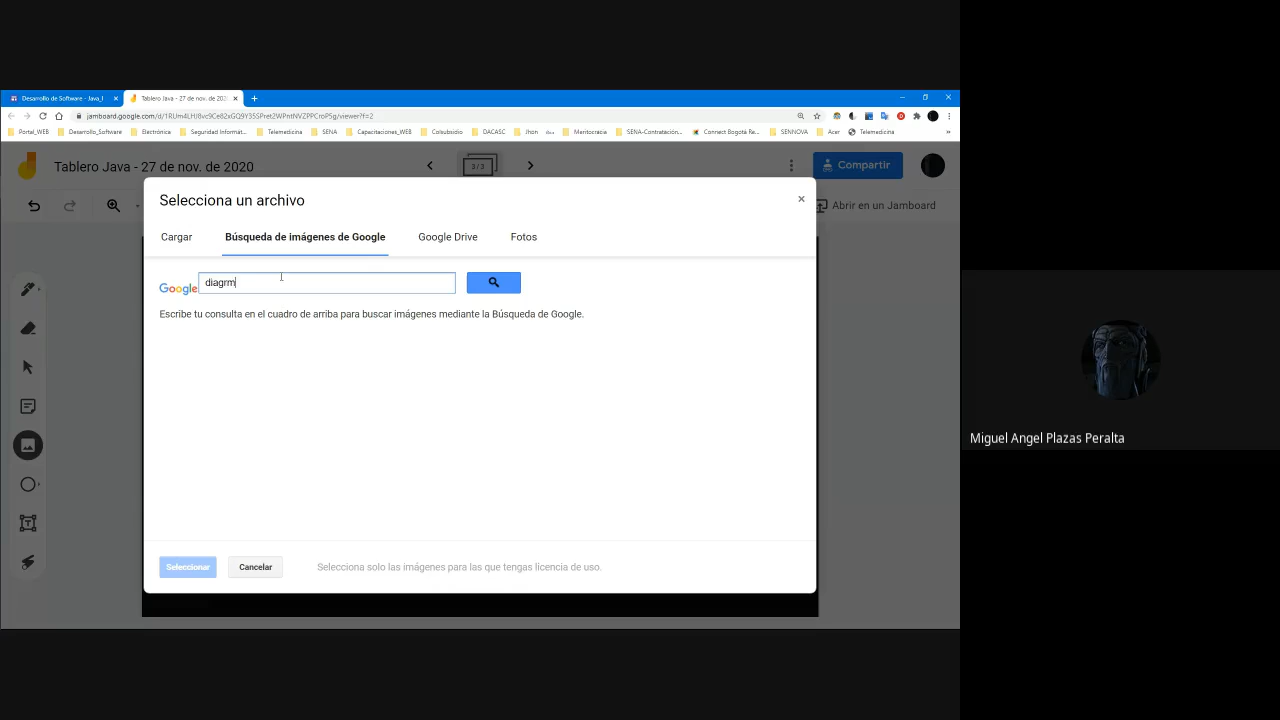 Desarrollo de Software - Java_I
Tablero Java - 27 de nov. de 202
jamboard.google.com/d/1RUm4LHJ8vc9Ce82xGQ9Y35SPret2WPntNVZPPCroP5g/viewer?f=2
Portal_WEB
Desarrollo_Software
Electrónica
Seguridad Informát...
Telemedicina
SENA
Capacitaciones_WEB
Colsubsidio
DACASC
Jhon
Meritocracia
SENA-Contratación...
Connect Bogotá Re...
SENNOVA
Acer
Telemedicina
Tablero Java - 27 de nov. de 2020
3 / 3
Compartir
Abrir en un Jamboard
Selecciona un archivo
Cargar
Búsqueda de imágenes de Google
Google Drive
Fotos
Google
diagrm
Escribe tu consulta en el cuadro de arriba para buscar imágenes mediante la Búsqueda de Google.
Seleccionar
Cancelar
Selecciona solo las imágenes para las que tengas licencia de uso.
Miguel Angel Plazas Peralta